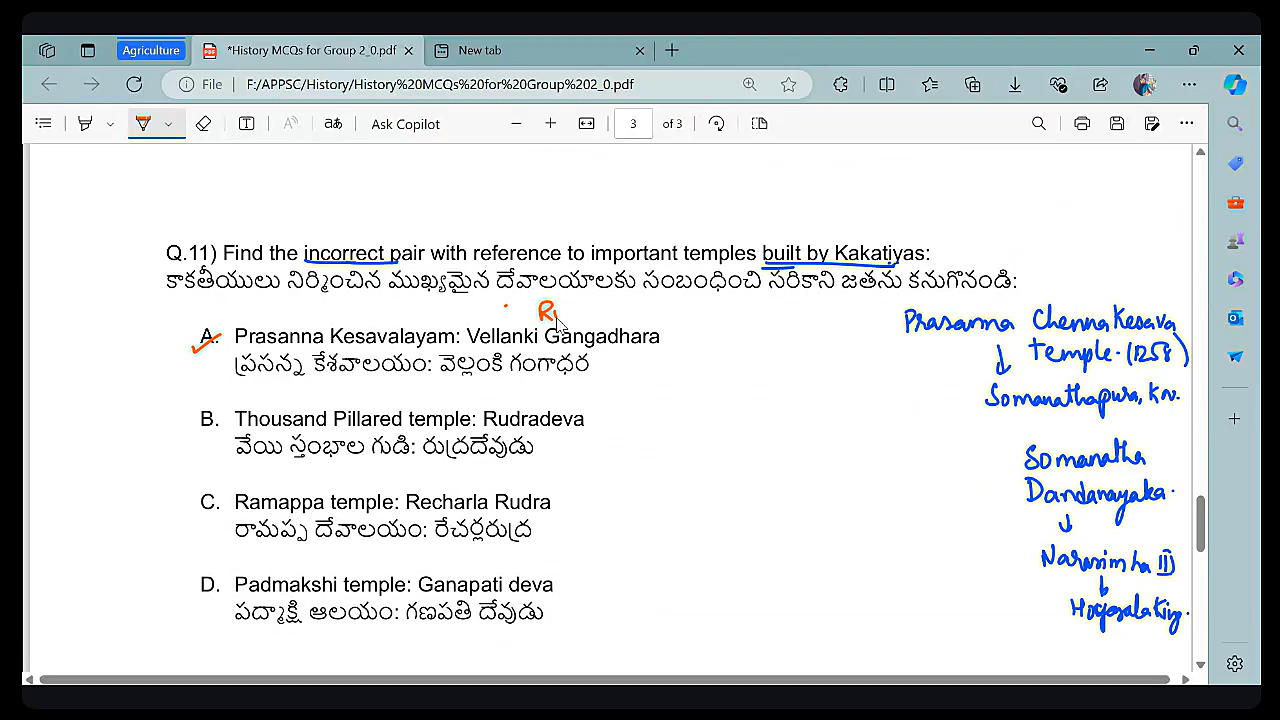 Agriculture
*History MCQs for Group 2_0.pdf
New tab
File
F:/APPSC/History/History%20MCQs%20for%20Group%202_0.pdf
aあ
Ask Copilot
3
of 3
Q.11) Find the incorrect pair with reference to important temples built by Kakatiyas:
కాకతీయులు నిర్మించిన ముఖ్యమైన దేవాలయాలకు సంబంధించి సరికాని జతను కనుగొనండి:
A. Prasanna Kesavalayam: Vellanki Gangadhara
ప్రసన్న కేశవాలయం: వెల్లంకి గంగాధర
B. Thousand Pillared temple: Rudradeva
వేయి స్తంభాల గుడి: రుద్రదేవుడు
C. Ramappa temple: Recharla Rudra
రామప్ప దేవాలయం: రేచర్లరుద్ర
D. Padmakshi temple: Ganapati deva
పద్మాక్షి ఆలయం: గణపతి దేవుడు
Prasanna Chenna Kesava
temple. (1258)
Somanathapura, Kn.
Somanatha
Dandanayaka.
Narasimha III
Hoysala King.